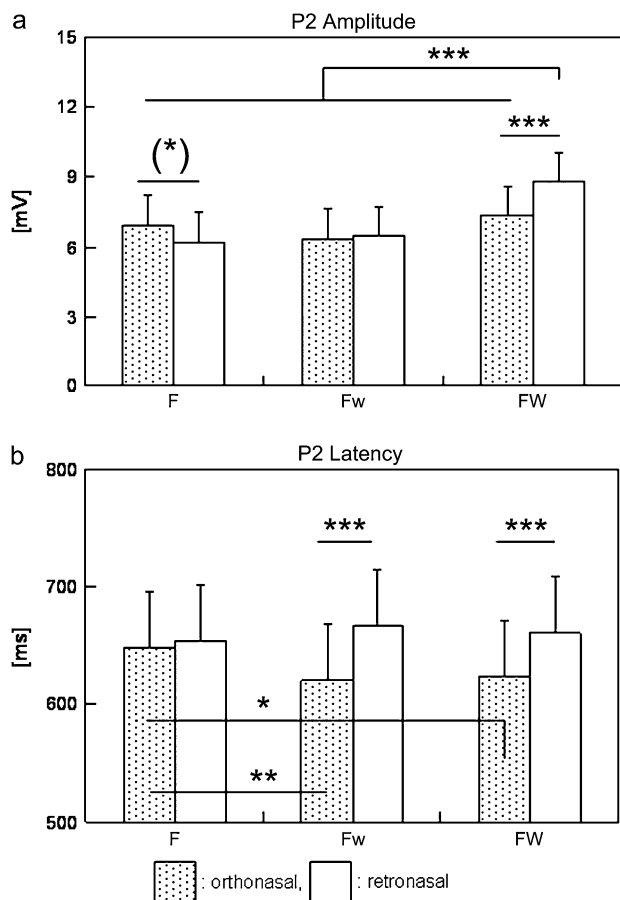 a
P2 Amplitude
15
12
9
6
3
0
[mV]
(*)
***
***
F Fw FW
b
P2 Latency
800
700
600
500
[ms]
***
***
*
**
F Fw FW
: orthonasal, : retronasal